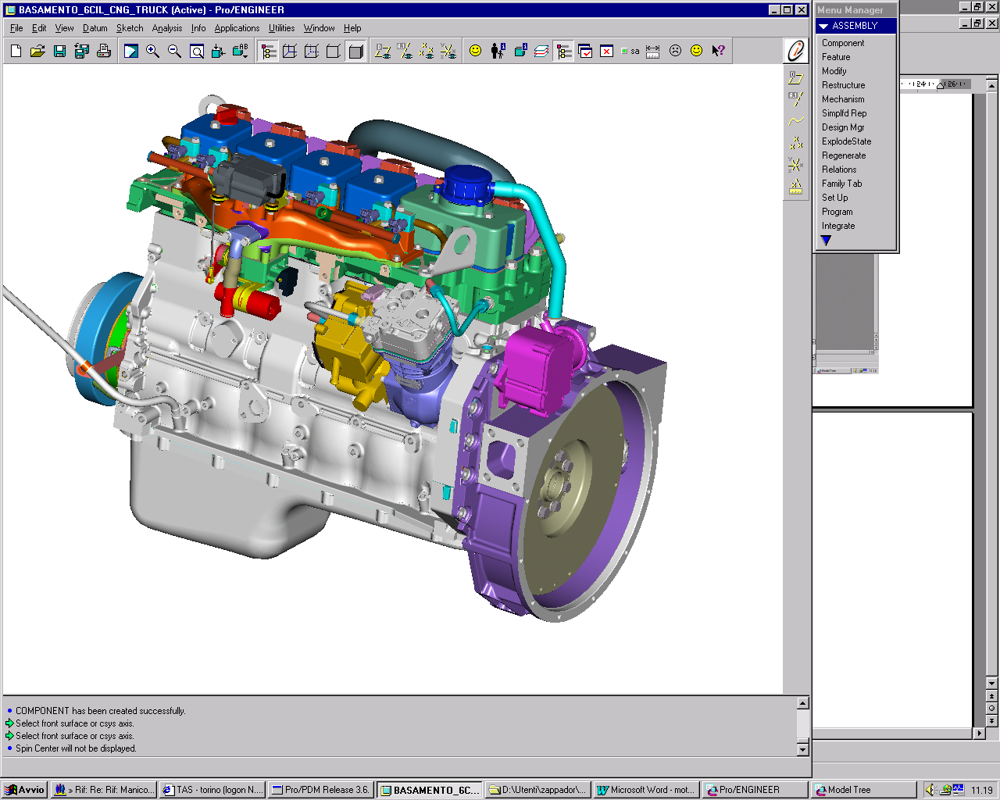 BASAMENTO_6CIL_CNG_TRUCK (Active) - Pro/ENGINEER
File Edit View Datum Sketch Analysis Info Applications Utilities Window Help
sa
Menu Manager
ASSEMBLY
Component
Feature
Modify
Restructure
Mechanism
Simplfd Rep
Design Mgr
ExplodeState
Regenerate
Relations
Family Tab
Set Up
Program
Integrate
24 26
COMPONENT has been created successfully.
Select front surface or csys axis.
Select front surface or csys axis.
Spin Center will not be displayed.
Avvio » Rif: Re: Rif: Manico... TAS - torino (logon N... Pro/PDM Release 3.6. BASAMENTO_6C... D:\Utenti\zappador\... Microsoft Word - mot... Pro/ENGINEER Model Tree 11.19